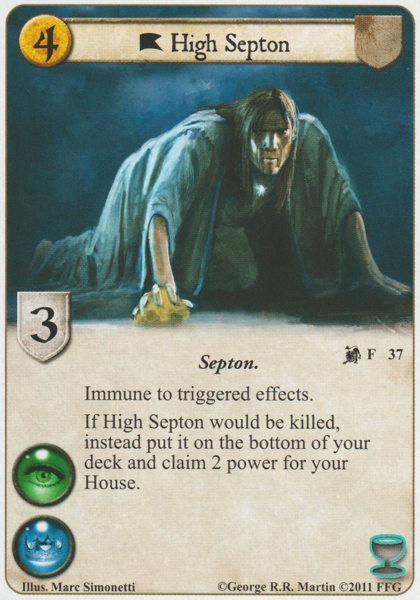 4
High Septon
3
Septon.
F 37
Immune to triggered effects.
If High Septon would be killed,
instead put it on the bottom of your
deck and claim 2 power for your
House.
Illus. Marc Simonetti
©George R.R. Martin ©2011 FFG